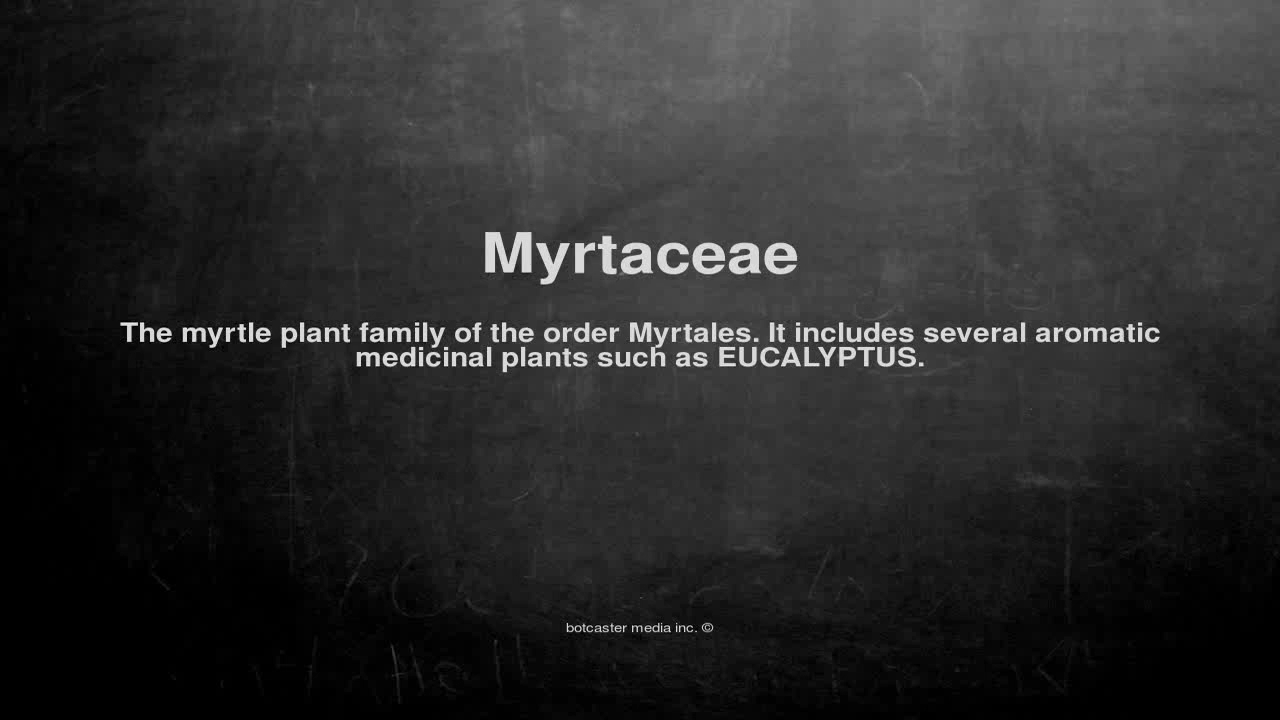 Myrtaceae
The myrtle plant family of the order Myrtales. It includes several aromatic
medicinal plants such as EUCALYPTUS.
botcaster media inc. ©